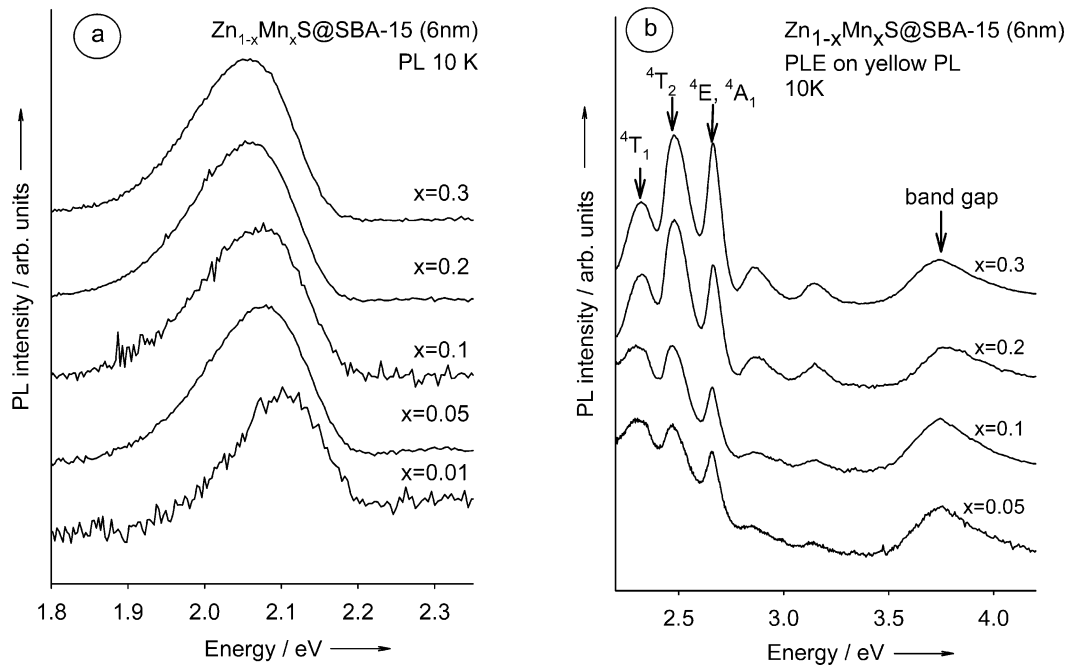 a
Zn1-xMnxS@SBA-15 (6nm)
PL 10 K
x=0.3
x=0.2
x=0.1
x=0.05
x=0.01
PL intensity / arb. units
1.8 1.9 2.0 2.1 2.2 2.3
Energy / eV
b
Zn1-xMnxS@SBA-15 (6nm)
PLE on yellow PL
10K
4T1
4T2
4E, 4A1
band gap
x=0.3
x=0.2
x=0.1
x=0.05
PL intensity / arb. units
2.5 3.0 3.5 4.0
Energy / eV